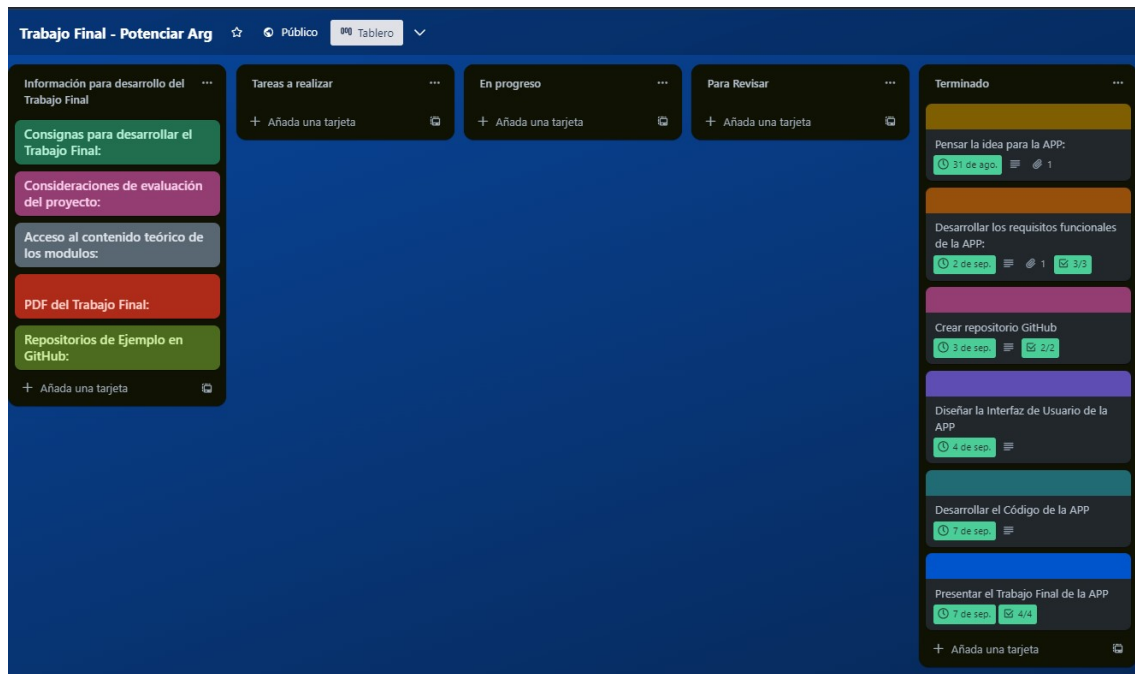 Trabajo Final - Potenciar Arg
Público
Tablero
Información para desarrollo del
Trabajo Final
Consignas para desarrollar el
Trabajo Final:
Consideraciones de evaluación
del proyecto:
Acceso al contenido teórico de
los modulos:
PDF del Trabajo Final:
Repositorios de Ejemplo en
GitHub:
+ Añada una tarjeta
Tareas a realizar
+ Añada una tarjeta
En progreso
+ Añada una tarjeta
Para Revisar
+ Añada una tarjeta
Terminado
Pensar la idea para la APP:
31 de ago. 1
Desarrollar los requisitos funcionales
de la APP:
2 de sep. 1 3/3
Crear repositorio GitHub
3 de sep. 2/2
Diseñar la Interfaz de Usuario de la
APP
4 de sep.
Desarrollar el Código de la APP
7 de sep.
Presentar el Trabajo Final de la APP
7 de sep. 4/4
+ Añada una tarjeta